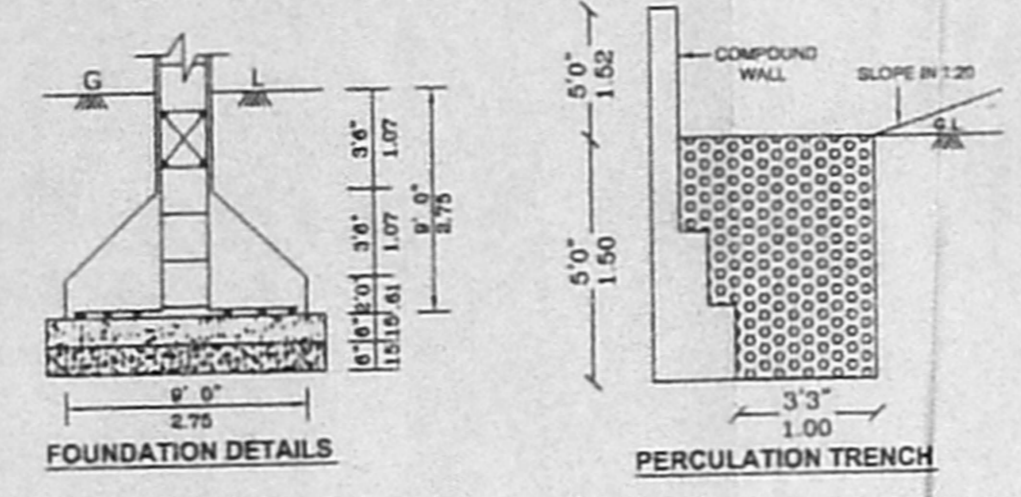 G L
3'6"
1.07
3'6"
1.07
2'0"
.61
6"
15
6"
15
9' 0"
2.75
9' 0"
2.75
FOUNDATION DETAILS
5'0"
1.52
COMPOUND
WALL
SLOPE IN 1:20
G.L
5'0"
1.50
3'3"
1.00
PERCULATION TRENCH